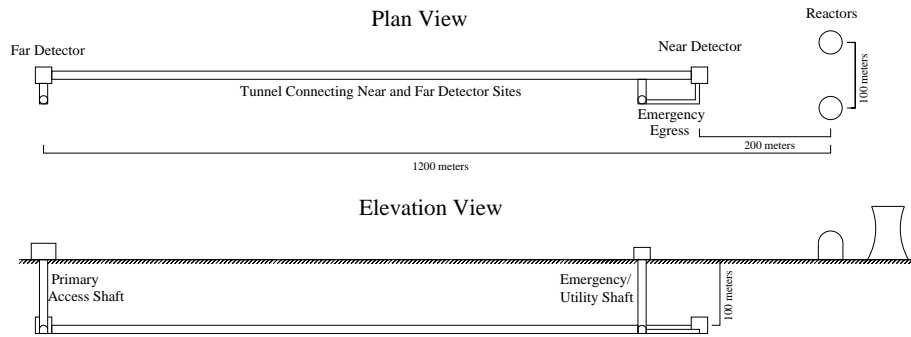 Plan View
Reactors
Far Detector
Near Detector
100 meters
Tunnel Connecting Near and Far Detector Sites
Emergency
Egress
200 meters
1200 meters
Elevation View
Primary
Access Shaft
Emergency/
Utility Shaft
100 meters